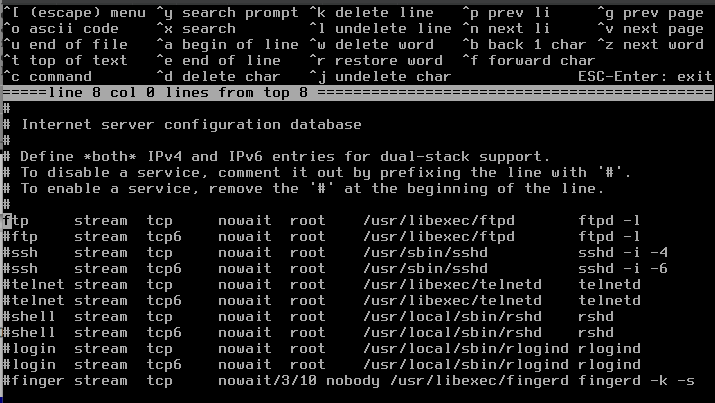 ^[ (escape) menu ^y search prompt ^k delete line ^p prev li ^g prev page
^o ascii code ^x search ^l undelete line ^n next li ^v next page
^u end of file ^a begin of line ^w delete word ^b back 1 char ^z next word
^t top of text ^e end of line ^r restore word ^f forward char
^c command ^d delete char ^j undelete char ESC-Enter: exit
=====line 8 col 0 lines from top 8 ============================================
#
# Internet server configuration database
#
# Define *both* IPv4 and IPv6 entries for dual-stack support.
# To disable a service, comment it out by prefixing the line with '#'.
# To enable a service, remove the '#' at the beginning of the line.
#
ftp stream tcp nowait root /usr/libexec/ftpd ftpd -l
#ftp stream tcp6 nowait root /usr/libexec/ftpd ftpd -l
#ssh stream tcp nowait root /usr/sbin/sshd sshd -i -4
#ssh stream tcp6 nowait root /usr/sbin/sshd sshd -i -6
#telnet stream tcp nowait root /usr/libexec/telnetd telnetd
#telnet stream tcp6 nowait root /usr/libexec/telnetd telnetd
#shell stream tcp nowait root /usr/local/sbin/rshd rshd
#shell stream tcp6 nowait root /usr/local/sbin/rshd rshd
#login stream tcp nowait root /usr/local/sbin/rlogind rlogind
#login stream tcp6 nowait root /usr/local/sbin/rlogind rlogind
#finger stream tcp nowait/3/10 nobody /usr/libexec/fingerd fingerd -k -s